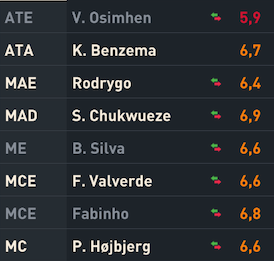 ATE V. Osimhen 5,9
ATA K. Benzema 6,7
MAE Rodrygo 6,4
MAD S. Chukwueze 6,9
ME B. Silva 6,6
MCE F. Valverde 6,6
MCE Fabinho 6,8
MC P. Højbjerg 6,6